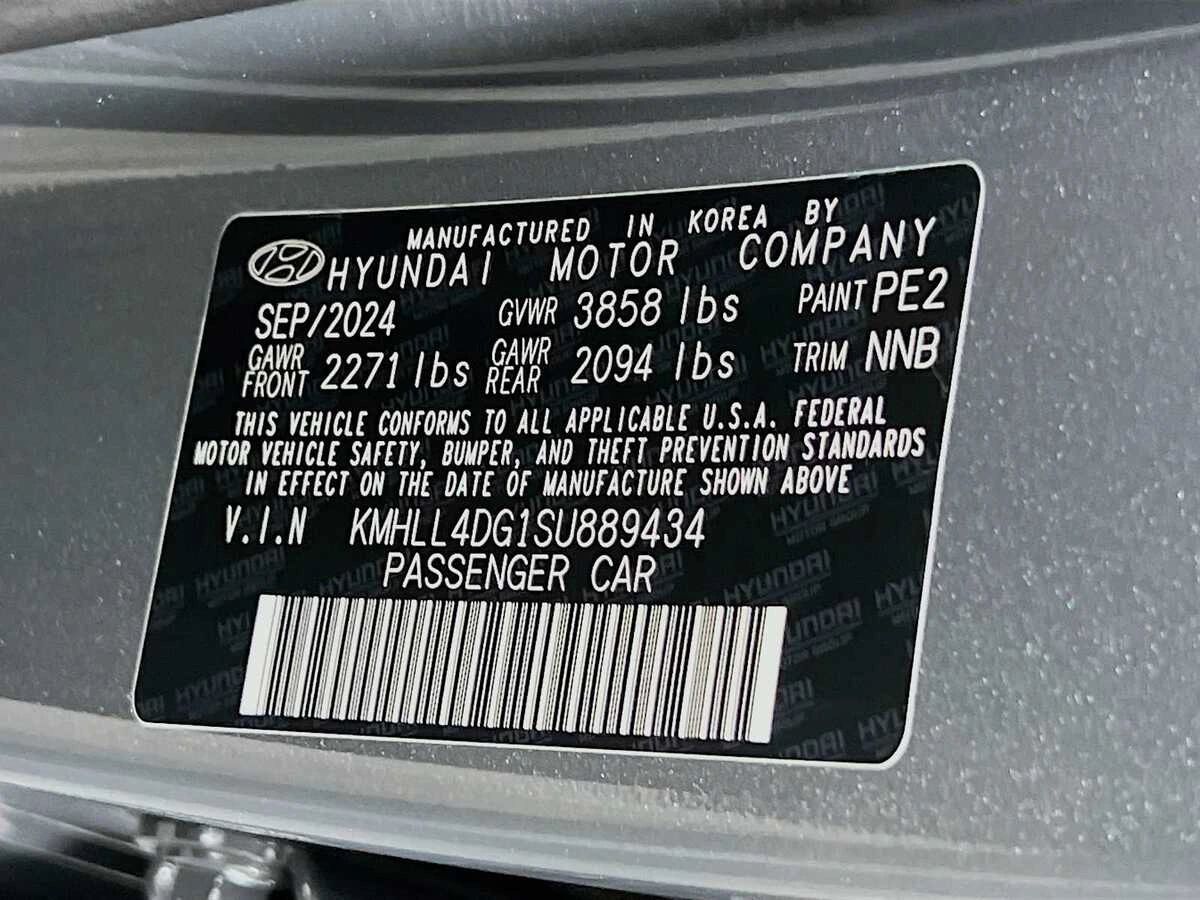 MANUFACTURED IN KOREA BY
HYUNDAI MOTOR COMPANY
SEP/2024 GVWR 3858 lbs PAINT PE2
GAWR FRONT 2271 lbs GAWR REAR 2094 lbs TRIM NNB
THIS VEHICLE CONFORMS TO ALL APPLICABLE U.S.A. FEDERAL
MOTOR VEHICLE SAFETY, BUMPER, AND THEFT PREVENTION STANDARDS
IN EFFECT ON THE DATE OF MANUFACTURE SHOWN ABOVE
V.I.N KMHLL4DG1SU889434
PASSENGER CAR